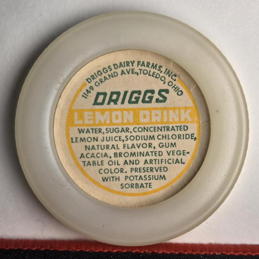 DRIGGS DAIRY FARMS, INC.
1149 GRAND AVE, TOLEDO, OHIO
DRIGGS
LEMON DRINK
WATER, SUGAR, CONCENTRATED
LEMON JUICE, SODIUM CHLORIDE,
NATURAL FLAVOR, GUM
ACACIA, BROMINATED VEGE-
TABLE OIL AND ARTIFICIAL
COLOR. PRESERVED
WITH POTASSIUM
SORBATE